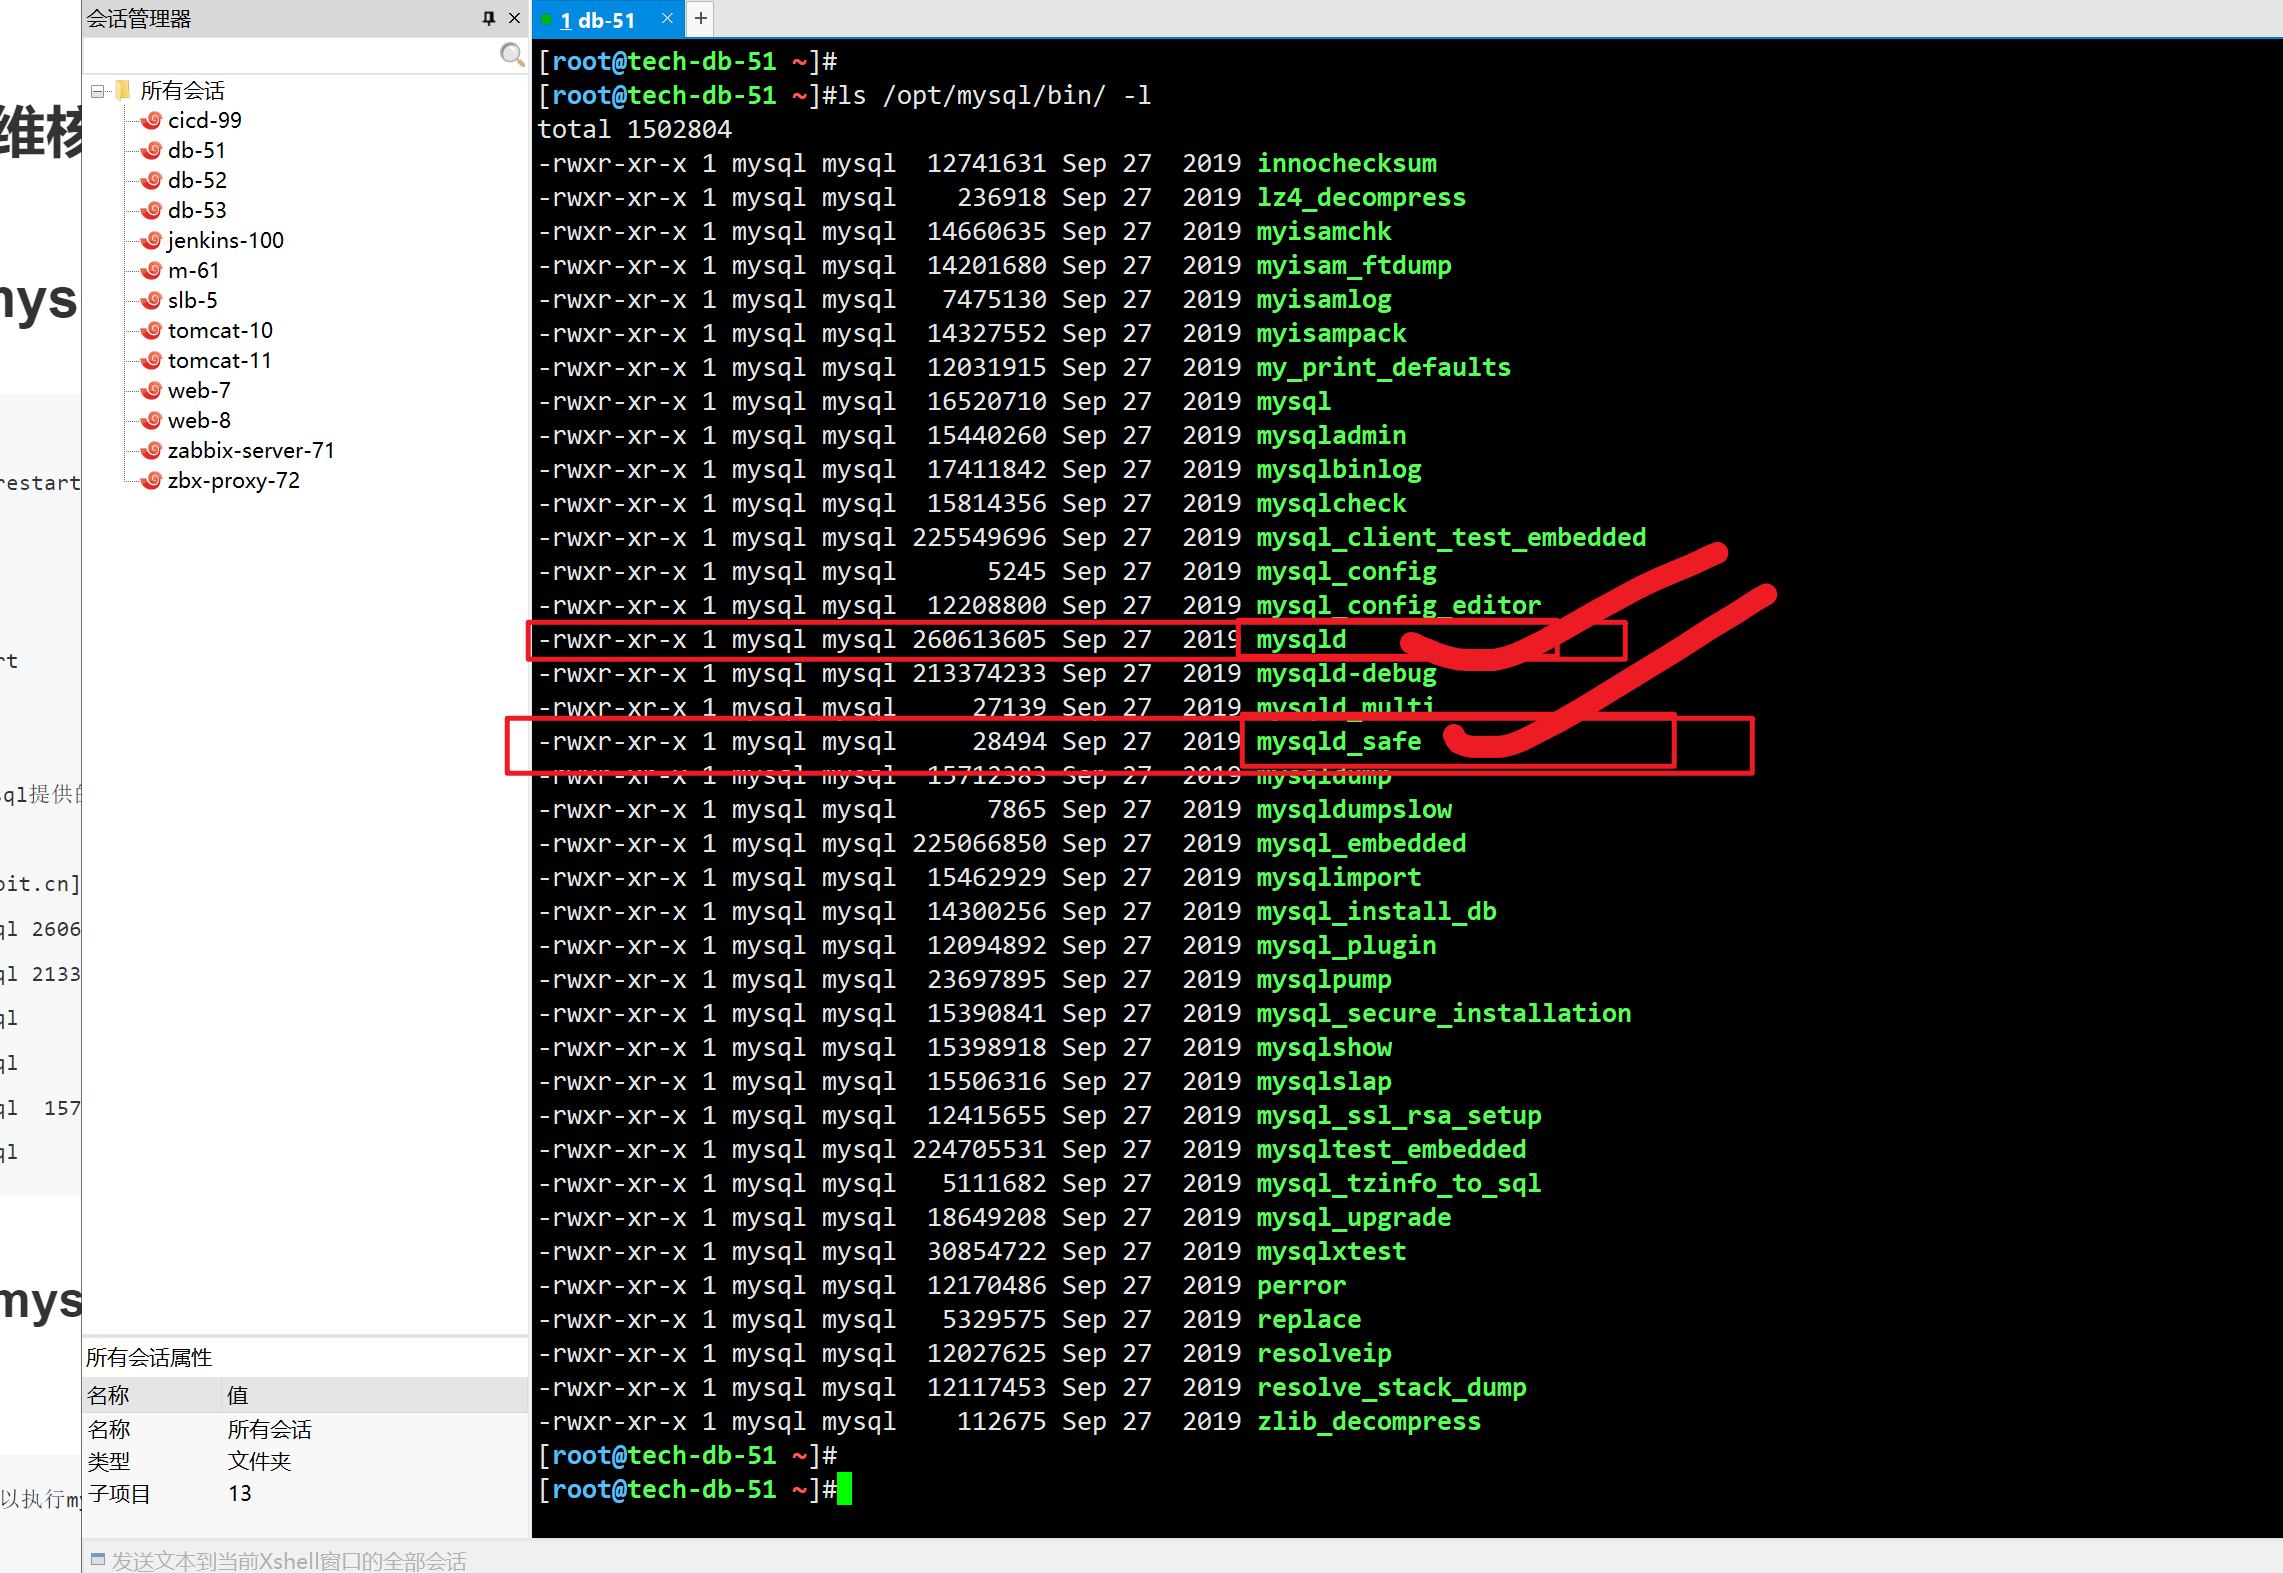 维核
mys
restart
rt
sql提供的
oit.cn]
ql 2606
ql 2133
ql
ql
ql  157
ql
mys
以执行my
会话管理器
所有会话
cicd-99
db-51
db-52
db-53
jenkins-100
m-61
slb-5
tomcat-10
tomcat-11
web-7
web-8
zabbix-server-71
zbx-proxy-72
所有会话属性
名称 值
名称 所有会话
类型 文件夹
子项目 13
1 db-51 × +
[root@tech-db-51 ~]#
[root@tech-db-51 ~]#ls /opt/mysql/bin/ -l
total 1502804
-rwxr-xr-x 1 mysql mysql  12741631 Sep 27  2019 innochecksum
-rwxr-xr-x 1 mysql mysql    236918 Sep 27  2019 lz4_decompress
-rwxr-xr-x 1 mysql mysql  14660635 Sep 27  2019 myisamchk
-rwxr-xr-x 1 mysql mysql  14201680 Sep 27  2019 myisam_ftdump
-rwxr-xr-x 1 mysql mysql   7475130 Sep 27  2019 myisamlog
-rwxr-xr-x 1 mysql mysql  14327552 Sep 27  2019 myisampack
-rwxr-xr-x 1 mysql mysql  12031915 Sep 27  2019 my_print_defaults
-rwxr-xr-x 1 mysql mysql  16520710 Sep 27  2019 mysql
-rwxr-xr-x 1 mysql mysql  15440260 Sep 27  2019 mysqladmin
-rwxr-xr-x 1 mysql mysql  17411842 Sep 27  2019 mysqlbinlog
-rwxr-xr-x 1 mysql mysql  15814356 Sep 27  2019 mysqlcheck
-rwxr-xr-x 1 mysql mysql 225549696 Sep 27  2019 mysql_client_test_embedded
-rwxr-xr-x 1 mysql mysql      5245 Sep 27  2019 mysql_config
-rwxr-xr-x 1 mysql mysql  12208800 Sep 27  2019 mysql_config_editor
-rwxr-xr-x 1 mysql mysql 260613605 Sep 27  2019 mysqld
-rwxr-xr-x 1 mysql mysql 213374233 Sep 27  2019 mysqld-debug
-rwxr-xr-x 1 mysql mysql     27139 Sep 27  2019 mysqld_multi
-rwxr-xr-x 1 mysql mysql     28494 Sep 27  2019 mysqld_safe
-rwxr-xr-x 1 mysql mysql  15712383 Sep 27  2019 mysqldump
-rwxr-xr-x 1 mysql mysql      7865 Sep 27  2019 mysqldumpslow
-rwxr-xr-x 1 mysql mysql 225066850 Sep 27  2019 mysql_embedded
-rwxr-xr-x 1 mysql mysql  15462929 Sep 27  2019 mysqlimport
-rwxr-xr-x 1 mysql mysql  14300256 Sep 27  2019 mysql_install_db
-rwxr-xr-x 1 mysql mysql  12094892 Sep 27  2019 mysql_plugin
-rwxr-xr-x 1 mysql mysql  23697895 Sep 27  2019 mysqlpump
-rwxr-xr-x 1 mysql mysql  15390841 Sep 27  2019 mysql_secure_installation
-rwxr-xr-x 1 mysql mysql  15398918 Sep 27  2019 mysqlshow
-rwxr-xr-x 1 mysql mysql  15506316 Sep 27  2019 mysqlslap
-rwxr-xr-x 1 mysql mysql  12415655 Sep 27  2019 mysql_ssl_rsa_setup
-rwxr-xr-x 1 mysql mysql 224705531 Sep 27  2019 mysqltest_embedded
-rwxr-xr-x 1 mysql mysql   5111682 Sep 27  2019 mysql_tzinfo_to_sql
-rwxr-xr-x 1 mysql mysql  18649208 Sep 27  2019 mysql_upgrade
-rwxr-xr-x 1 mysql mysql  30854722 Sep 27  2019 mysqlxtest
-rwxr-xr-x 1 mysql mysql  12170486 Sep 27  2019 perror
-rwxr-xr-x 1 mysql mysql   5329575 Sep 27  2019 replace
-rwxr-xr-x 1 mysql mysql  12027625 Sep 27  2019 resolveip
-rwxr-xr-x 1 mysql mysql  12117453 Sep 27  2019 resolve_stack_dump
-rwxr-xr-x 1 mysql mysql    112675 Sep 27  2019 zlib_decompress
[root@tech-db-51 ~]#
[root@tech-db-51 ~]#
发送文本到当前Xshell窗口的全部会话